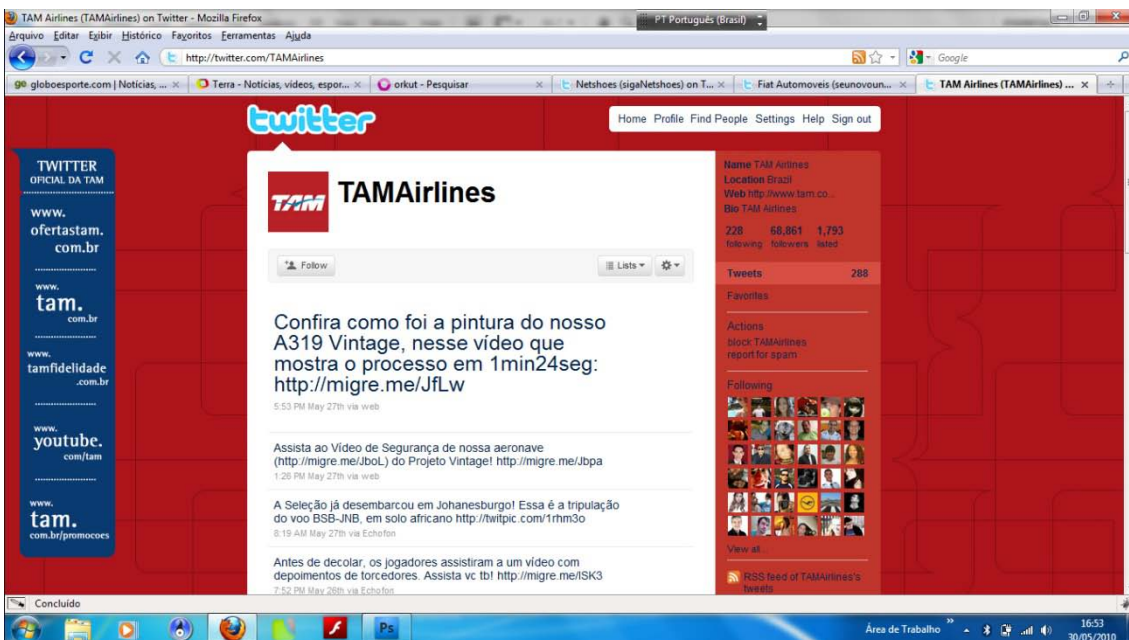 TAM Airlines (TAMAirlines) on Twitter - Mozilla Firefox
PT Português (Brasil)
Arquivo Editar Exibir Histórico Favoritos Ferramentas Ajuda
http://twitter.com/TAMAirlines
Google
globoesporte.com | Notícias, ...
Terra - Notícias, vídeos, espor...
orkut - Pesquisar
Netshoes (sigaNetshoes) on T...
Fiat Automoveis (seunovoun...
TAM Airlines (TAMAirlines) ...
twitter
Home Profile Find People Settings Help Sign out
TWITTER
OFICIAL DA TAM
www.
ofertastam.
com.br
www.
tam.
com.br
www.
tamfidelidade
.com.br
www.
youtube.
com/tam
www.
tam.
com.br/promocoes
TAM
TAMAirlines
Follow
Lists
Confira como foi a pintura do nosso
A319 Vintage, nesse vídeo que
mostra o processo em 1min24seg:
http://migre.me/JfLw
5:53 PM May 27th via web
Assista ao Vídeo de Segurança de nossa aeronave
(http://migre.me/JboL) do Projeto Vintage! http://migre.me/Jbpa
1:26 PM May 27th via web
A Seleção já desembarcou em Johanesburgo! Essa é a tripulação
do voo BSB-JNB, em solo africano http://twitpic.com/1rhm3o
8:19 AM May 27th via Echofon
Antes de decolar, os jogadores assistiram a um vídeo com
depoimentos de torcedores. Assista vc tb! http://migre.me/ISK3
7:52 PM May 26th via Echofon
Name TAM Airlines
Location Brazil
Web http://www.tam.co...
Bio TAM Airlines
228 68,861 1,793
following followers listed
Tweets 288
Favorites
Actions
block TAMAirlines
report for spam
Following
View all...
RSS feed of TAMAirlines's
tweets
Concluído
Ps
Área de Trabalho
16:53
30/05/2010